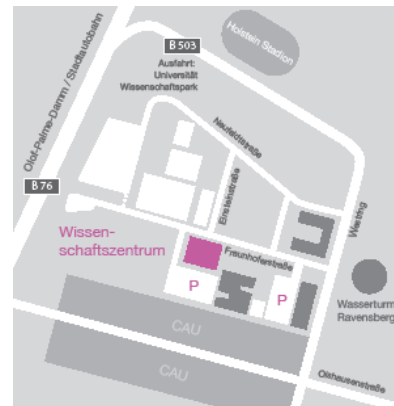 Holstein Stadion
B 503
Ausfahrt:
Universität
Wissenschaftspark
Olof-Palme-Damm / Stadtautobahn
Neufeldtstraße
B 76
Einsteinstraße
Westring
Wissen-
schaftszentrum
Fraunhoferstraße
P
P
Wasserturm
Ravensberg
CAU
CAU
Olshausenstraße